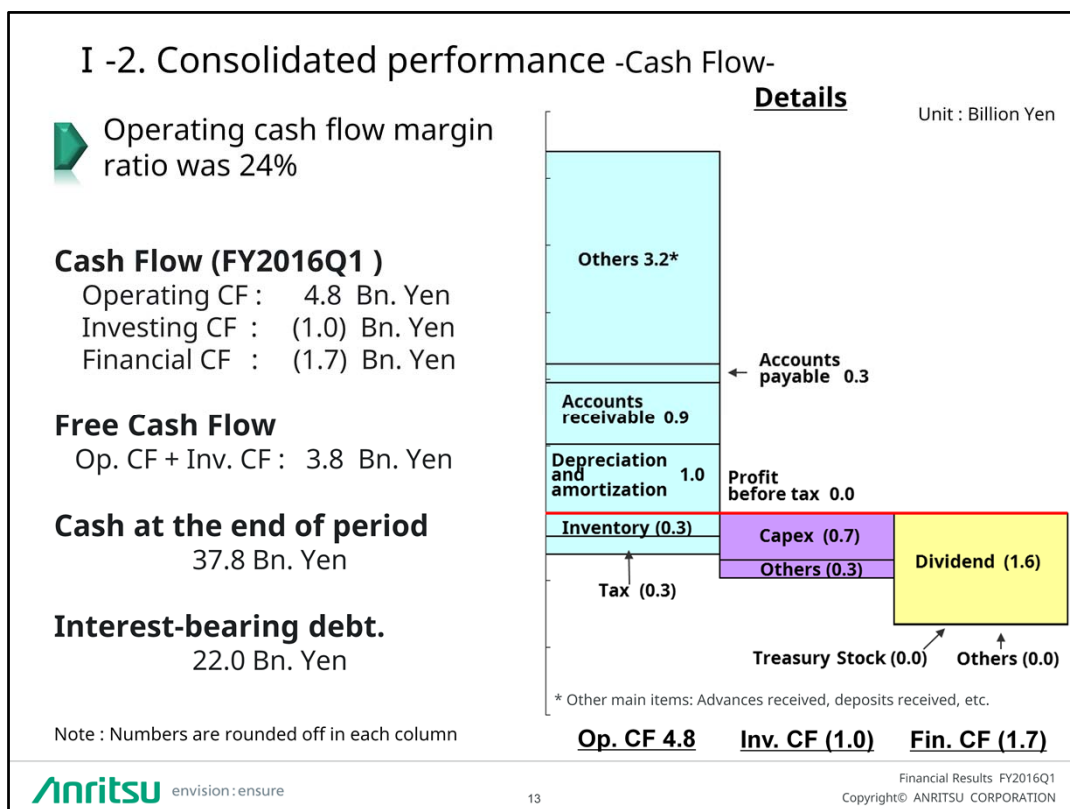 I -2. Consolidated performance -Cash Flow-
Operating cash flow margin
ratio was 24%
Cash Flow (FY2016Q1 )
Operating CF : 4.8 Bn. Yen
Investing CF : (1.0) Bn. Yen
Financial CF : (1.7) Bn. Yen
Free Cash Flow
Op. CF + Inv. CF : 3.8 Bn. Yen
Cash at the end of period
37.8 Bn. Yen
Interest-bearing debt.
22.0 Bn. Yen
Note : Numbers are rounded off in each column
Details
Unit : Billion Yen
Others 3.2*
Accounts
payable 0.3
Accounts
receivable 0.9
Depreciation
and
amortization 1.0
Profit
before tax 0.0
Inventory (0.3)
Tax (0.3)
Capex (0.7)
Others (0.3)
Dividend (1.6)
Treasury Stock (0.0)
Others (0.0)
* Other main items: Advances received, deposits received, etc.
Op. CF 4.8
Inv. CF (1.0)
Fin. CF (1.7)
Anritsu envision : ensure
13
Financial Results FY2016Q1
Copyright© ANRITSU CORPORATION